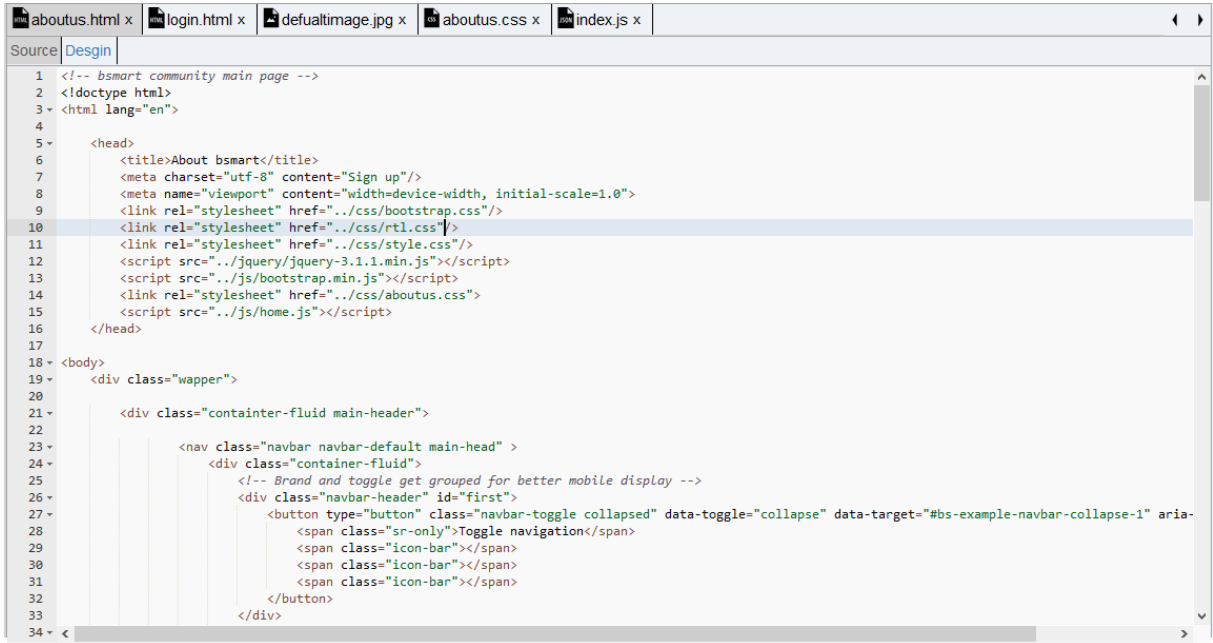 aboutus.html x login.html x defualtimage.jpg x aboutus.css x index.js x
Source Desgin
1 <!-- bsmart community main page -->
2 <!doctype html>
3 <html lang="en">
4
5 <head>
6 <title>About bsmart</title>
7 <meta charset="utf-8" content="Sign up"/>
8 <meta name="viewport" content="width=device-width, initial-scale=1.0">
9 <link rel="stylesheet" href="../css/bootstrap.css"/>
10 <link rel="stylesheet" href="../css/rtl.css"/>
11 <link rel="stylesheet" href="../css/style.css"/>
12 <script src="../jquery/jquery-3.1.1.min.js"></script>
13 <script src="../js/bootstrap.min.js"></script>
14 <link rel="stylesheet" href="../css/aboutus.css">
15 <script src="../js/home.js"></script>
16 </head>
17
18 <body>
19 <div class="wapper">
20
21 <div class="containter-fluid main-header">
22
23 <nav class="navbar navbar-default main-head" >
24 <div class="container-fluid">
25 <!-- Brand and toggle get grouped for better mobile display -->
26 <div class="navbar-header" id="first">
27 <button type="button" class="navbar-toggle collapsed" data-toggle="collapse" data-target="#bs-example-navbar-collapse-1" aria-
28 <span class="sr-only">Toggle navigation</span>
29 <span class="icon-bar"></span>
30 <span class="icon-bar"></span>
31 <span class="icon-bar"></span>
32 </button>
33 </div>
34